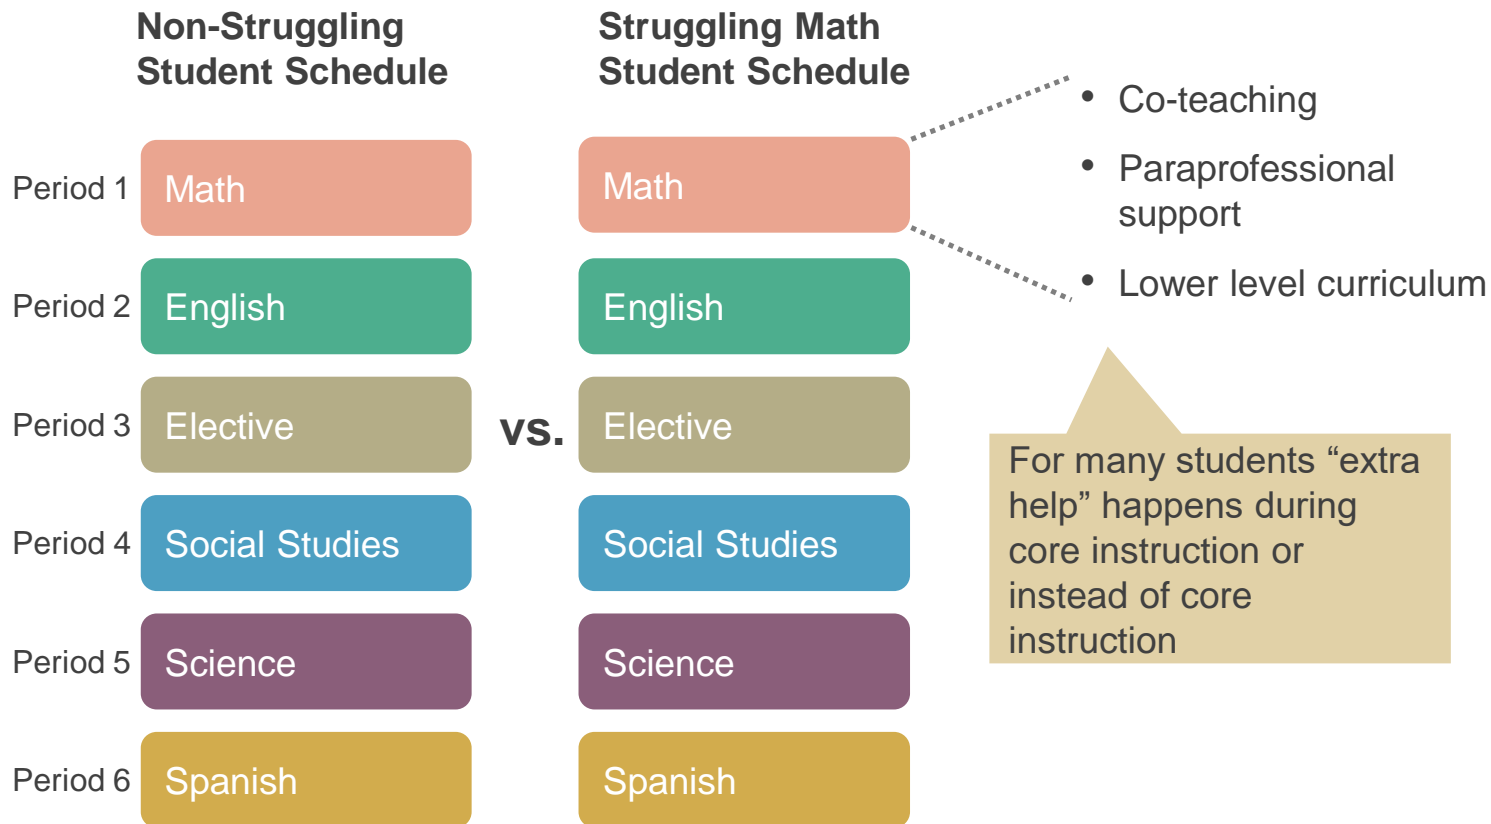 Non-Struggling
Student Schedule
Struggling Math
Student Schedule
Period 1
Math
Math
Period 2
English
English
Period 3
Elective
vs.
Elective
Period 4
Social Studies
Social Studies
Period 5
Science
Science
Period 6
Spanish
Spanish
• Co-teaching
• Paraprofessional
support
• Lower level curriculum
For many students “extra
help” happens during
core instruction or
instead of core
instruction